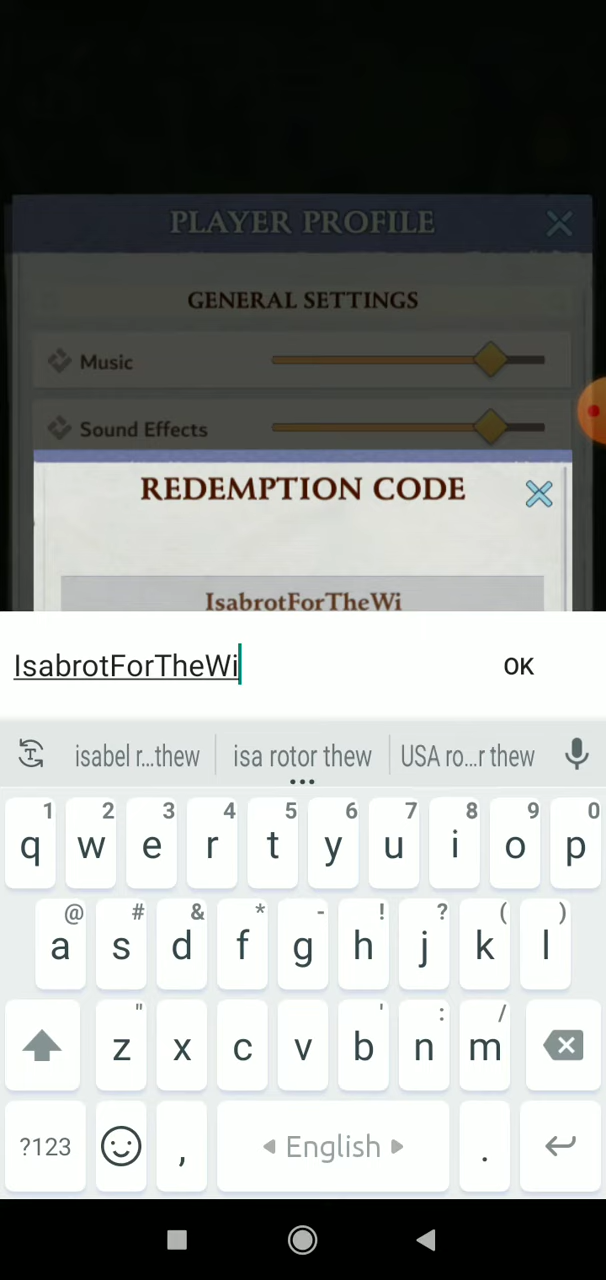 PLAYER PROFILE
GENERAL SETTINGS
Music
Sound Effects
REDEMPTION CODE
IsabrotForTheWi
IsabrotForTheWi OK
isabel r...thew isa rotor thew USA ro...r thew
1 2 3 4 5 6 7 8 9 0
q w e r t y u i o p
@ # & * - ! ? ( )
a s d f g h j k l
" ' : /
z x c v b n m
?123 , English .